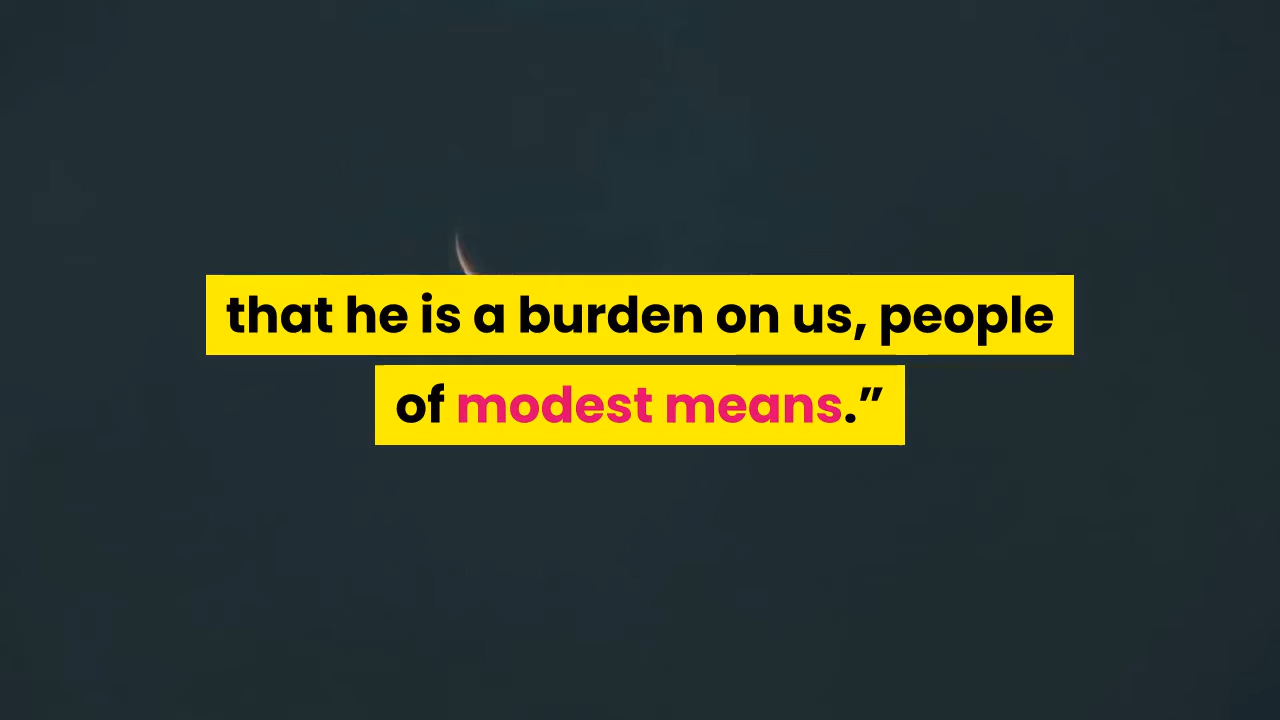 that he is a burden on us, people
of modest means.”